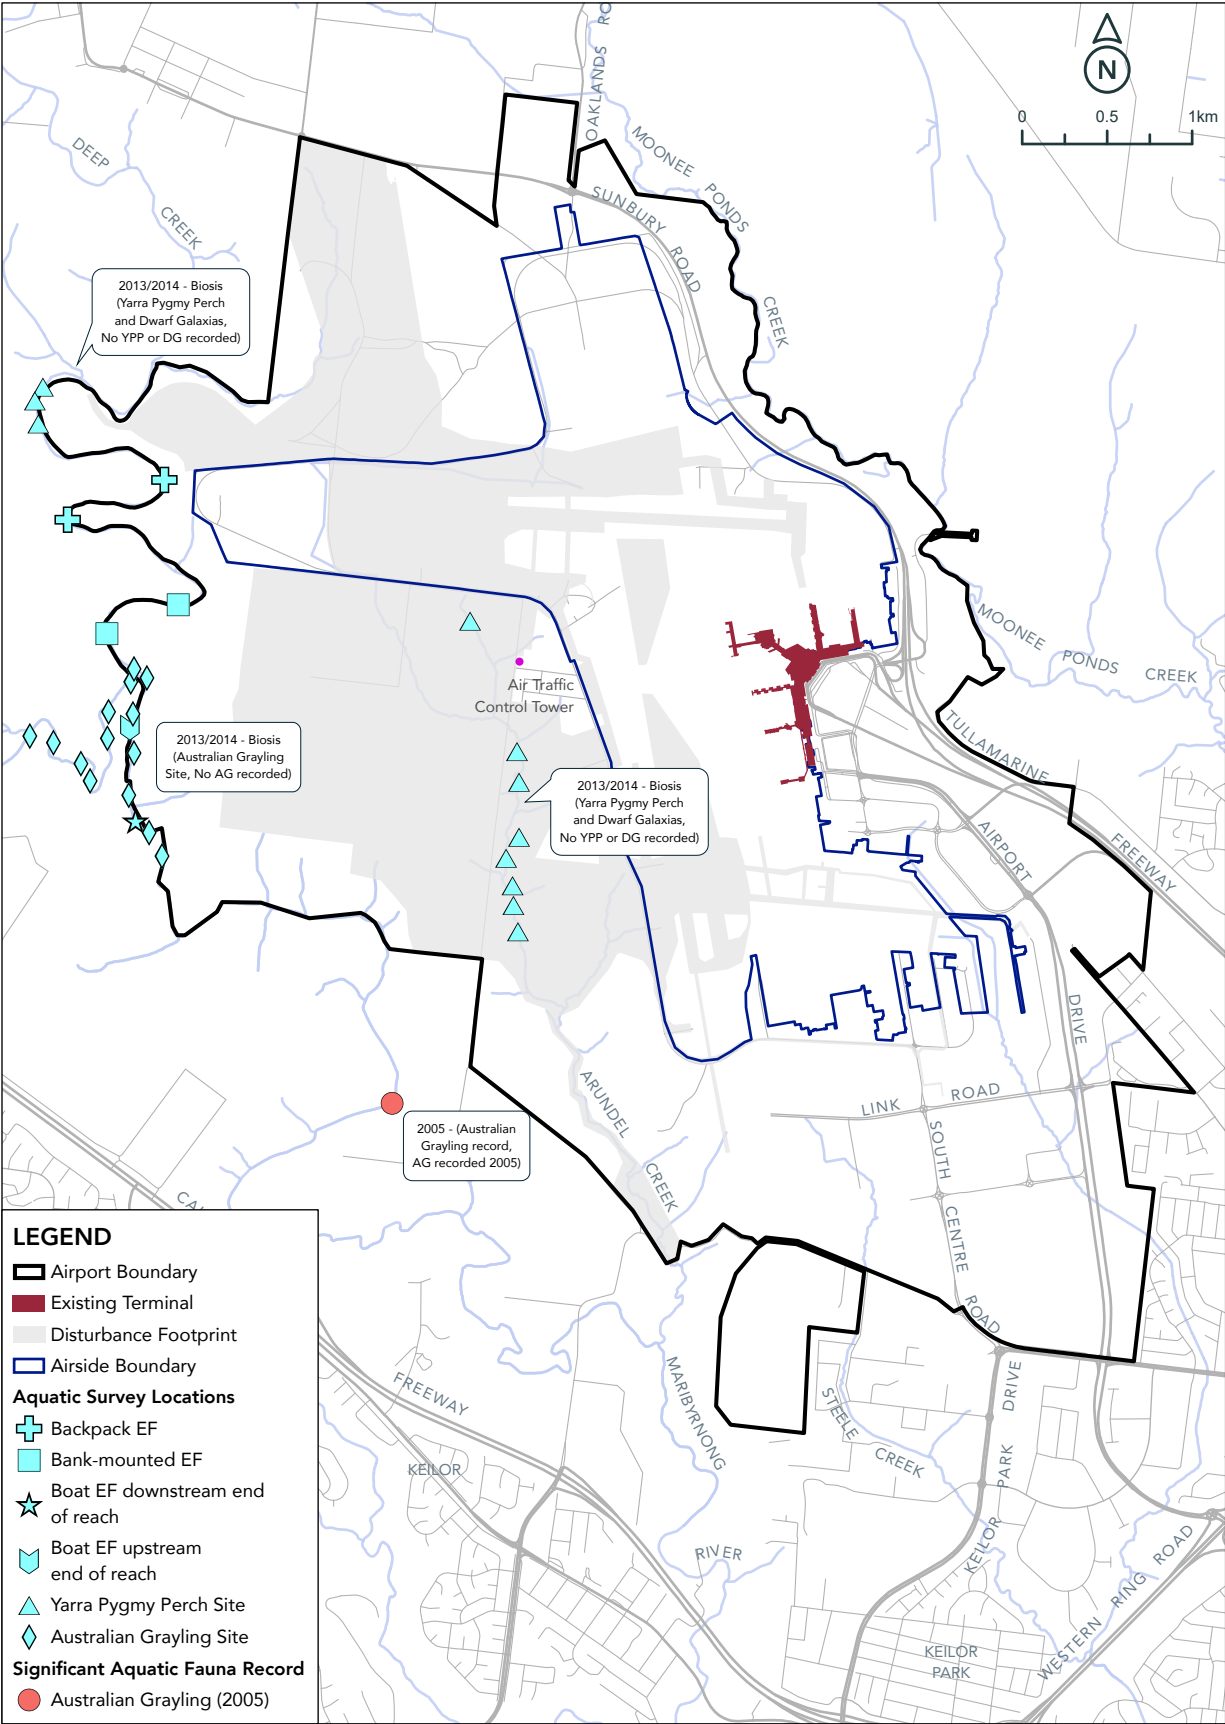 OAKLANDS RO
N
0 0.5 1km
DEEP
CREEK
MOONEE
PONDS
CREEK
SUNBURY
ROAD
2013/2014 - Biosis
(Yarra Pygmy Perch
and Dwarf Galaxias,
No YPP or DG recorded)
MOONEE
PONDS
CREEK
Air Traffic
Control Tower
TULLAMARINE
FREEWAY
2013/2014 - Biosis
(Australian Grayling
Site, No AG recorded)
2013/2014 - Biosis
(Yarra Pygmy Perch
and Dwarf Galaxias,
No YPP or DG recorded)
AIRPORT
DRIVE
ARUNDEL
CREEK
LINK
ROAD
2005 - (Australian
Grayling record,
AG recorded 2005)
SOUTH
CENTRE
ROAD
CAL
LEGEND
Airport Boundary
Existing Terminal
Disturbance Footprint
Airside Boundary
Aquatic Survey Locations
Backpack EF
Bank-mounted EF
Boat EF downstream end
of reach
Boat EF upstream
end of reach
Yarra Pygmy Perch Site
Australian Grayling Site
Significant Aquatic Fauna Record
Australian Grayling (2005)
FREEWAY
KEILOR
MARIBYRNONG
RIVER
STEELE
CREEK
KEILOR
PARK
DRIVE
KEILOR
PARK
WESTERN
RING
ROAD